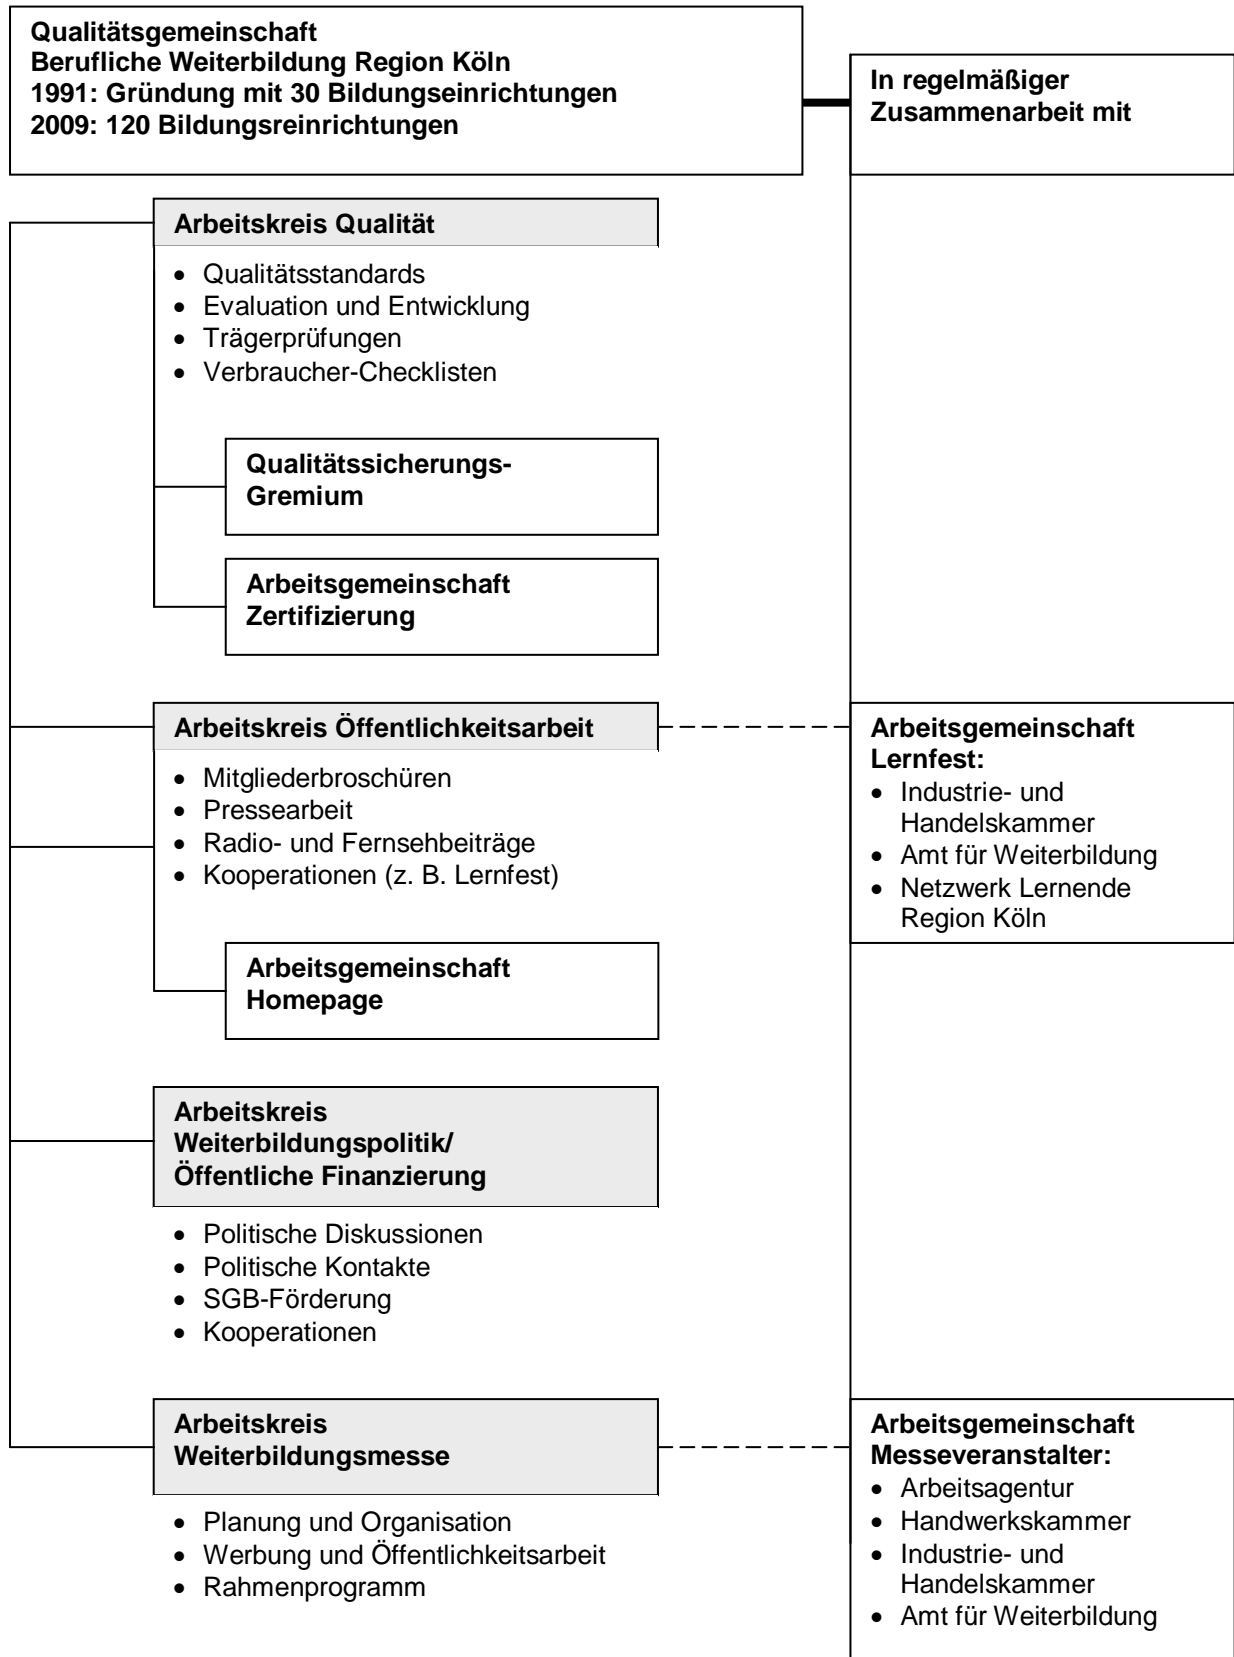 Qualitätsgemeinschaft
Berufliche Weiterbildung Region Köln
1991: Gründung mit 30 Bildungseinrichtungen
2009: 120 Bildungsreinrichtungen
In regelmäßiger
Zusammenarbeit mit
Arbeitskreis Qualität
• Qualitätsstandards
• Evaluation und Entwicklung
• Trägerprüfungen
• Verbraucher-Checklisten
Qualitätssicherungs-
Gremium
Arbeitsgemeinschaft
Zertifizierung
Arbeitskreis Öffentlichkeitsarbeit
• Mitgliederbroschüren
• Pressearbeit
• Radio- und Fernsehbeiträge
• Kooperationen (z. B. Lernfest)
Arbeitsgemeinschaft
Homepage
Arbeitsgemeinschaft
Lernfest:
• Industrie- und
Handelskammer
• Amt für Weiterbildung
• Netzwerk Lernende
Region Köln
Arbeitskreis
Weiterbildungspolitik/
Öffentliche Finanzierung
• Politische Diskussionen
• Politische Kontakte
• SGB-Förderung
• Kooperationen
Arbeitskreis
Weiterbildungsmesse
• Planung und Organisation
• Werbung und Öffentlichkeitsarbeit
• Rahmenprogramm
Arbeitsgemeinschaft
Messeveranstalter:
• Arbeitsagentur
• Handwerkskammer
• Industrie- und
Handelskammer
• Amt für Weiterbildung